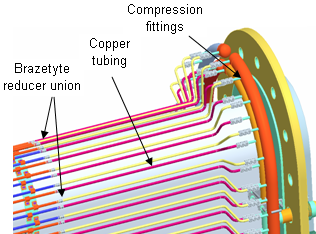 Compression
fittings
Copper
tubing
Brazetyte
reducer union